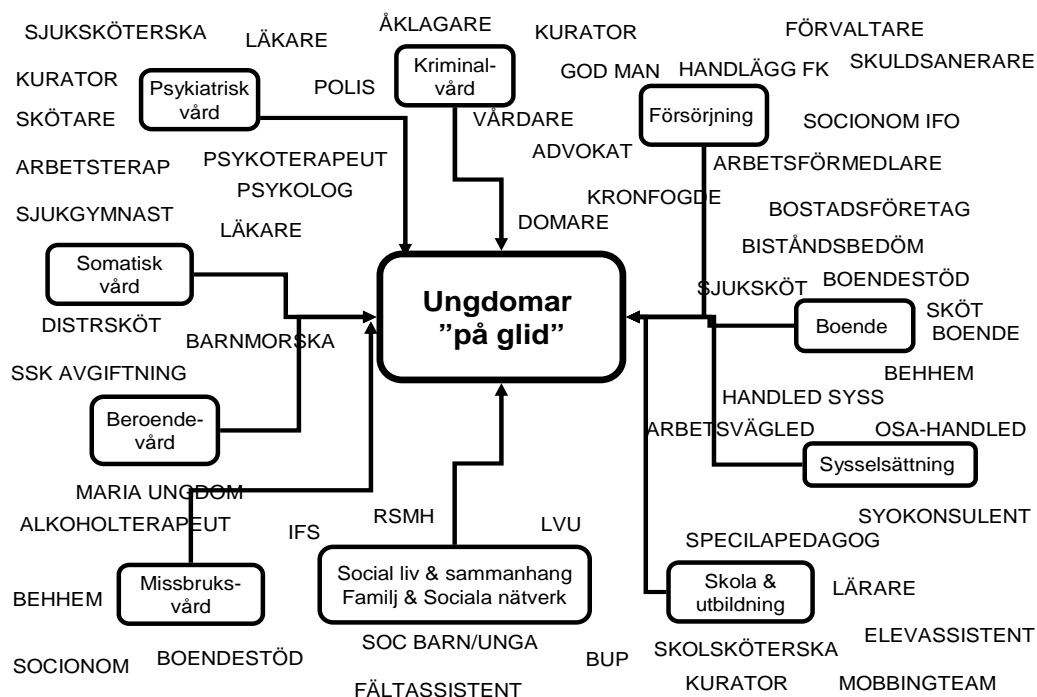 SJUKSKÖTERSKA
LÄKARE
ÅKLAGARE
KURATOR
FÖRVALTARE
KURATOR
Psykiatrisk
vård
POLIS
Kriminal-
vård
GOD MAN
HANDLÄGG FK
SKULDSANERARE
SKÖTARE
VÅRDARE
Försörjning
SOCIONOM IFO
ARBETSTERAP
PSYKOTERAPEUT
ADVOKAT
ARBETSFÖRMEDLARE
PSYKOLOG
KRONFOGDE
SJUKGYMNAST
LÄKARE
DOMARE
BOSTADSFÖRETAG
BISTÅNDSBEDÖM
Somatisk
vård
Ungdomar
”på glid”
SJUKSKÖT
BOENDESTÖD
DISTRSKÖT
BARNMORSKA
Boende
SKÖT
BOENDE
SSK AVGIFTNING
BEHHEM
Beroende-
vård
HANDLED SYSS
ARBETSVÄGLED
OSA-HANDLED
Sysselsättning
MARIA UNGDOM
ALKOHOLTERAPEUT
IFS
RSMH
LVU
SYOKONSULENT
SPECILAPEDAGOG
BEHHEM
Missbruks-
vård
Social liv & sammanhang
Familj & Sociala nätverk
Skola &
utbildning
LÄRARE
SOCIONOM
BOENDESTÖD
SOC BARN/UNGA
BUP
SKOLSKÖTERSKA
ELEVASSISTENT
FÄLTASSISTENT
KURATOR
MOBBINGTEAM